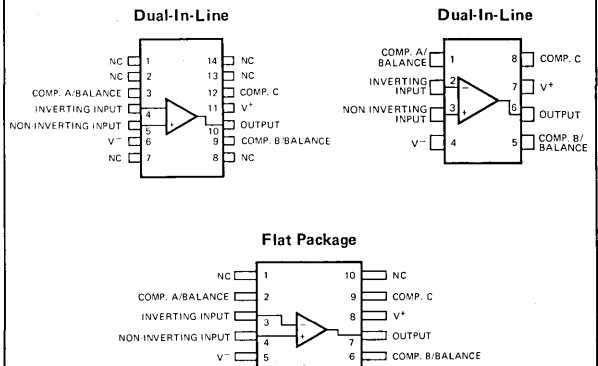 Dual-In-Line
NC 1 14 NC
NC 2 13 NC
COMP. A/BALANCE 3 12 COMP. C
INVERTING INPUT 4 11 V+
NON-INVERTING INPUT 5 10 OUTPUT
V− 6 9 COMP. B/BALANCE
NC 7 8 NC
Dual-In-Line
COMP. A/
BALANCE 1 8 COMP. C
INVERTING
INPUT 2 − 7 V+
NON INVERTING
INPUT 3 + 6 OUTPUT
V− 4 5 COMP. B/
BALANCE
Flat Package
NC 1 10 NC
COMP. A/BALANCE 2 9 COMP. C
INVERTING INPUT 3 − 8 V+
NON-INVERTING INPUT 4 + 7 OUTPUT
V− 5 6 COMP. B/BALANCE